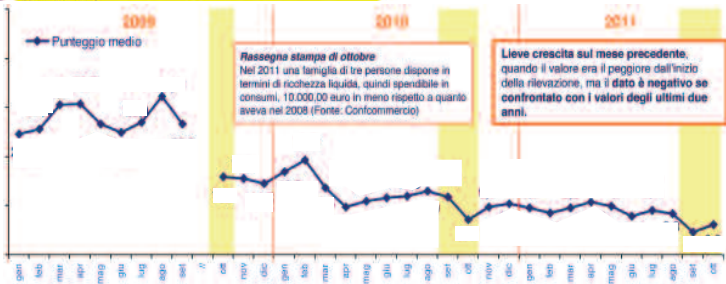 2009
2010
2011
Punteggio medio
Rassegna stampa di ottobre
Nel 2011 una famiglia di tre persone dispone in
termini di ricchezza liquida, quindi spendibile in
consumi, 10.000,00 euro in meno rispetto a quanto
aveva nel 2008 (Fonte: Confcommercio)
Lieve crescita sul mese precedente,
quando il valore era il peggiore dall'inizio
della rilevazione, ma il dato è negativo se
confrontato con i valori degli ultimi due
anni.
gen feb mar apr mag giu lug ago set // ott nov dic gen feb mar apr mag giu lug ago set ott nov dic gen feb mar apr mag giu lug ago set ott